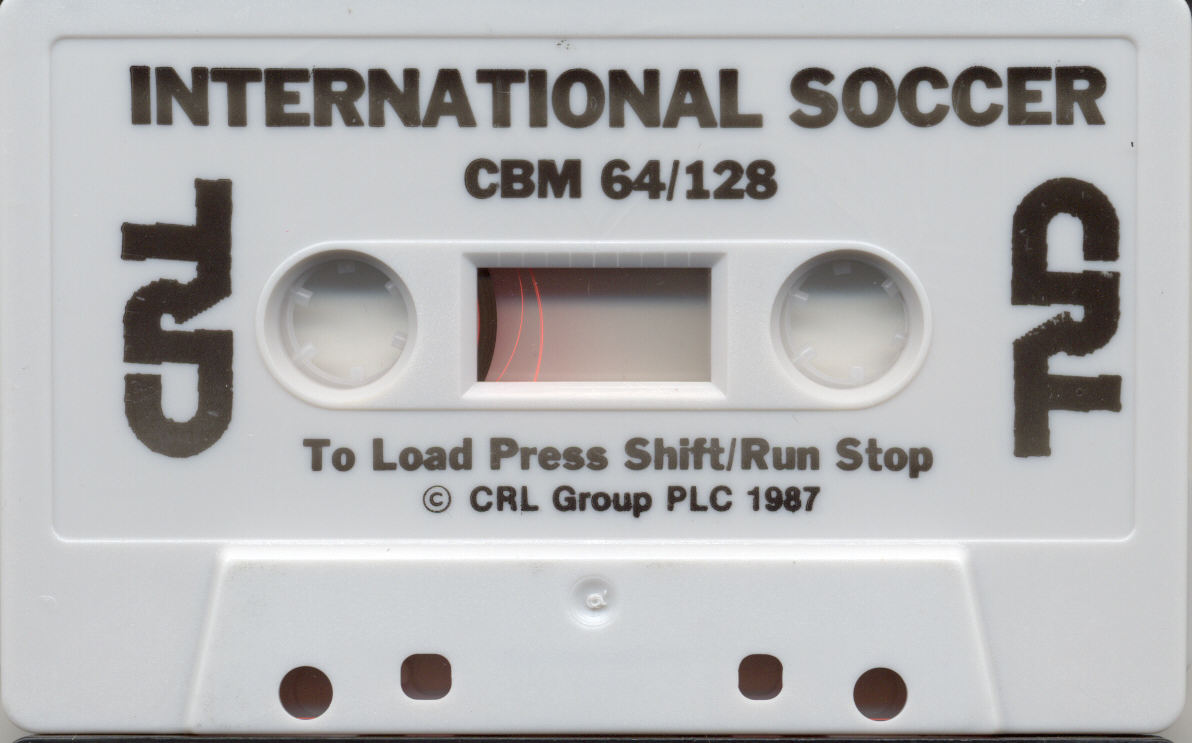 INTERNATIONAL SOCCER
CBM 64/128
CRL
CRL
To Load Press Shift/Run Stop
© CRL Group PLC 1987